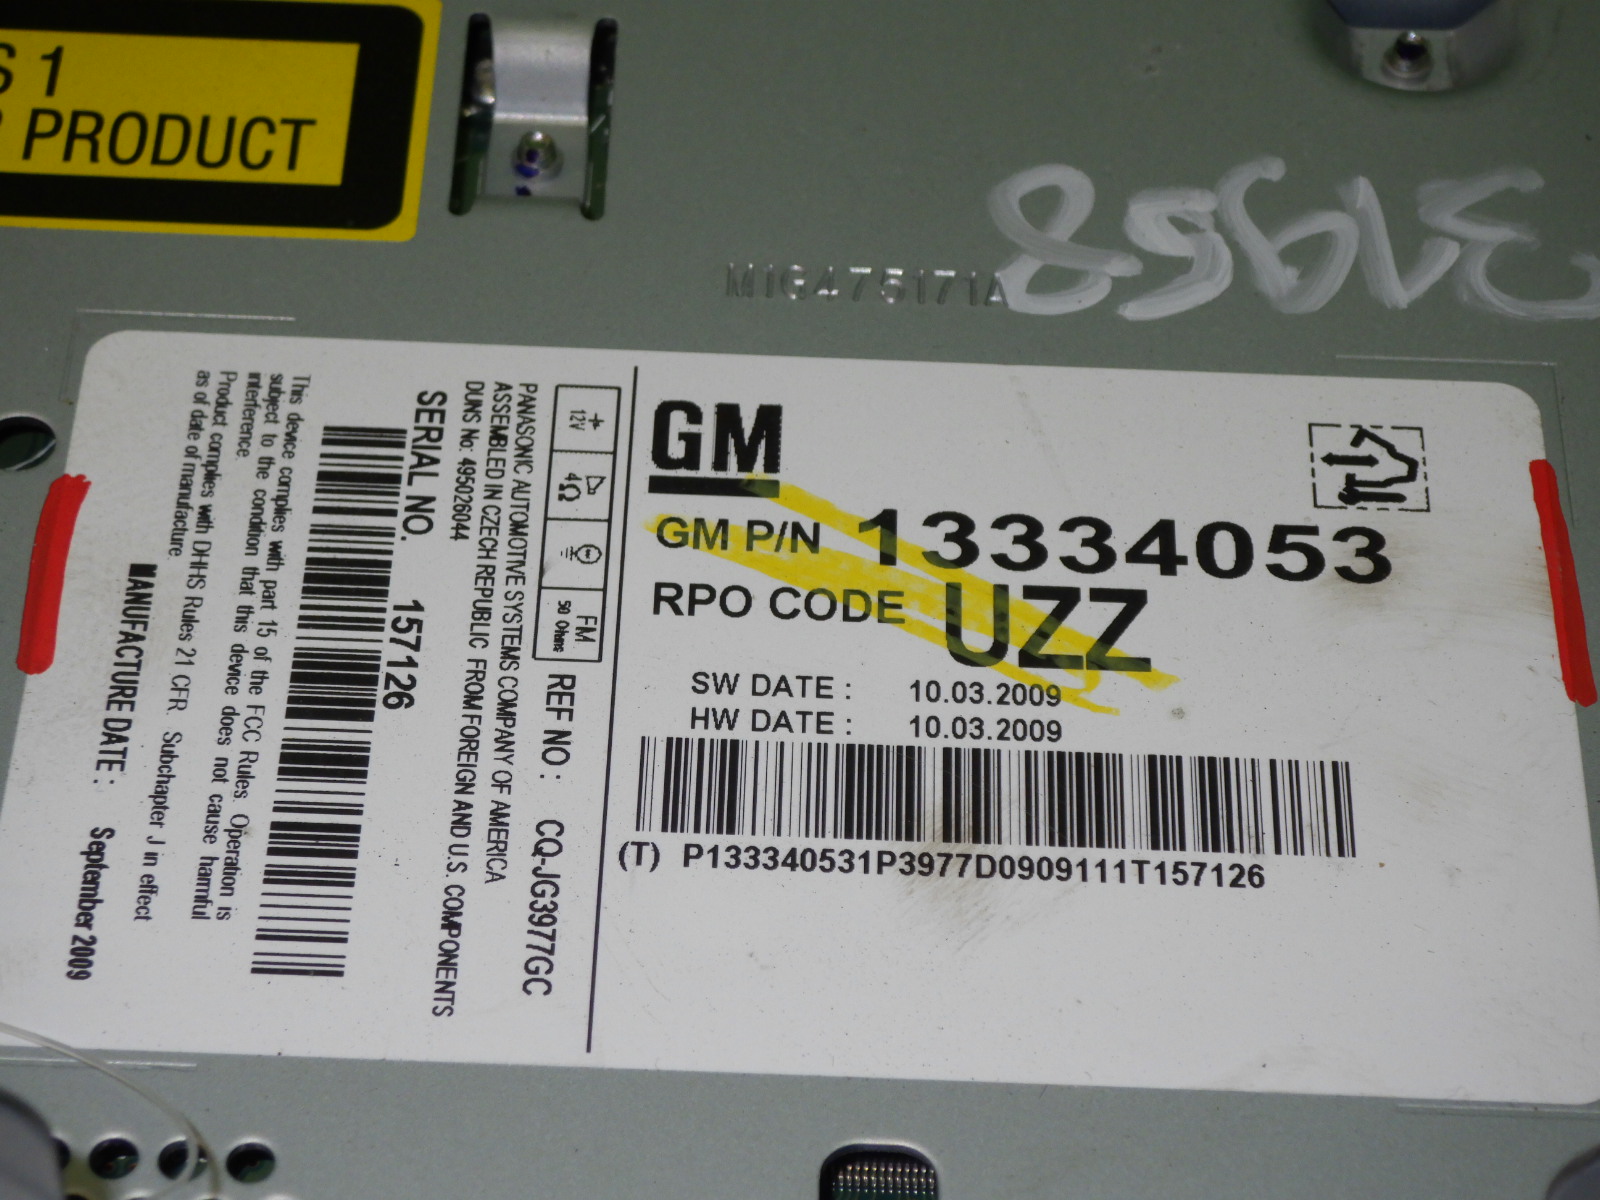 S 1
PRODUCT
MIG475171A
GM
GM P/N 13334053
RPO CODE UZZ
SW DATE : 10.03.2009
HW DATE : 10.03.2009
(T) P133340531P3977D0909111T157126
+ 12V
4Ω
FM 50 Ohms
REF NO : CQ-JG3977GC
PANASONIC AUTOMOTIVE SYSTEMS COMPANY OF AMERICA
ASSEMBLED IN CZECH REPUBLIC FROM FOREIGN AND U.S. COMPONENTS
DUNS No: 495026044
SERIAL NO. 157126
This device complies with part 15 of the FCC Rules. Operation is
subject to the condition that this device does not cause harmful
interference.
Product complies with DHHS Rules 21 CFR. Subchapter J in effect
as of date of manufacture.
MANUFACTURE DATE : September 2009